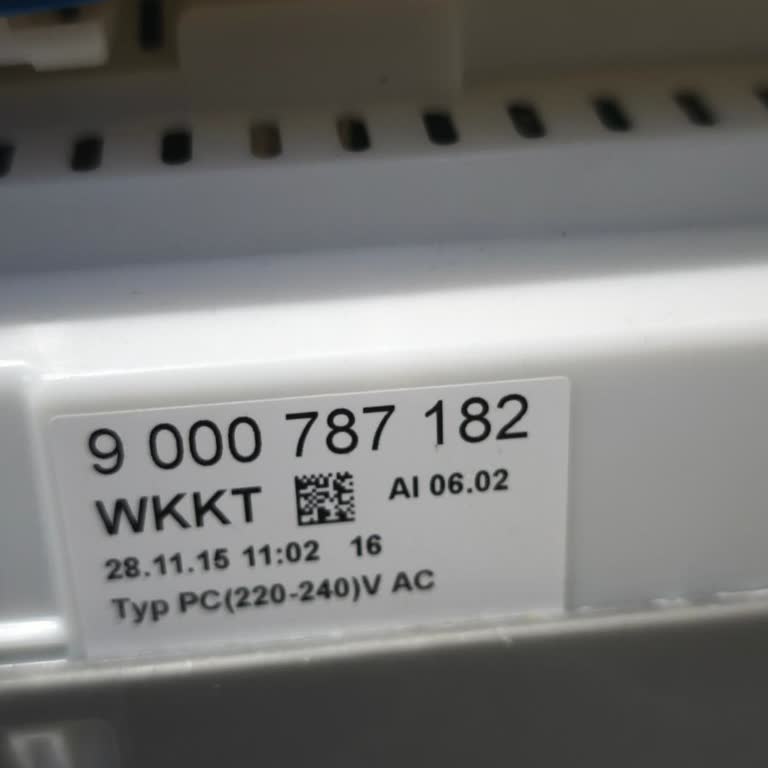 9 000 787 182
WKKT AI 06.02
28.11.15 11:02 16
Typ PC(220-240)V AC